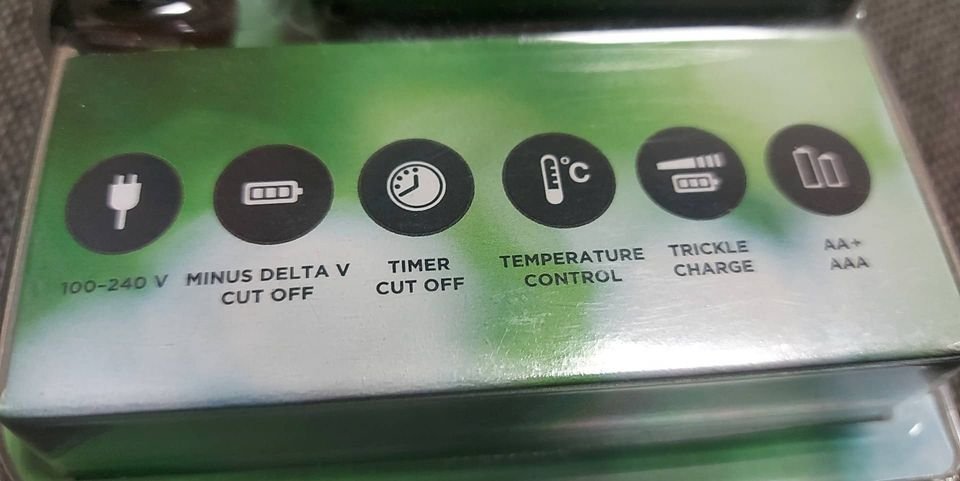 100-240 V
MINUS DELTA V
CUT OFF
TIMER
CUT OFF
°C
TEMPERATURE
CONTROL
TRICKLE
CHARGE
AA+
AAA